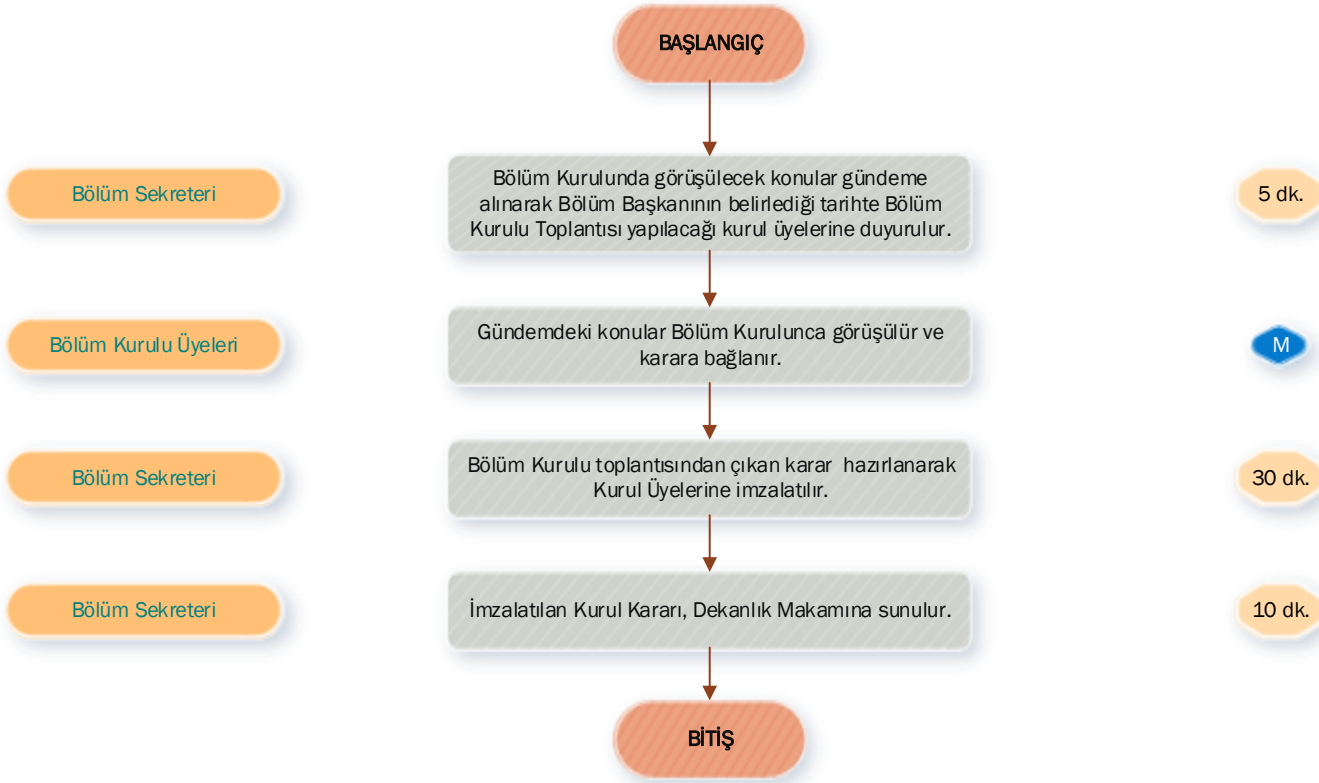 BAŞLANGIÇ
Bölüm Sekreteri
Bölüm Kurulunda görüşülecek konular gündeme
alınarak Bölüm Başkanının belirlediği tarihte Bölüm
Kurulu Toplantısı yapılacağı kurul üyelerine duyurulur.
5 dk.
Bölüm Kurulu Üyeleri
Gündemdeki konular Bölüm Kurulunca görüşülür ve
karara bağlanır.
M
Bölüm Sekreteri
Bölüm Kurulu toplantısından çıkan karar  hazırlanarak
Kurul Üyelerine imzalatılır.
30 dk.
Bölüm Sekreteri
İmzalatılan Kurul Kararı, Dekanlık Makamına sunulur.
10 dk.
BİTİŞ